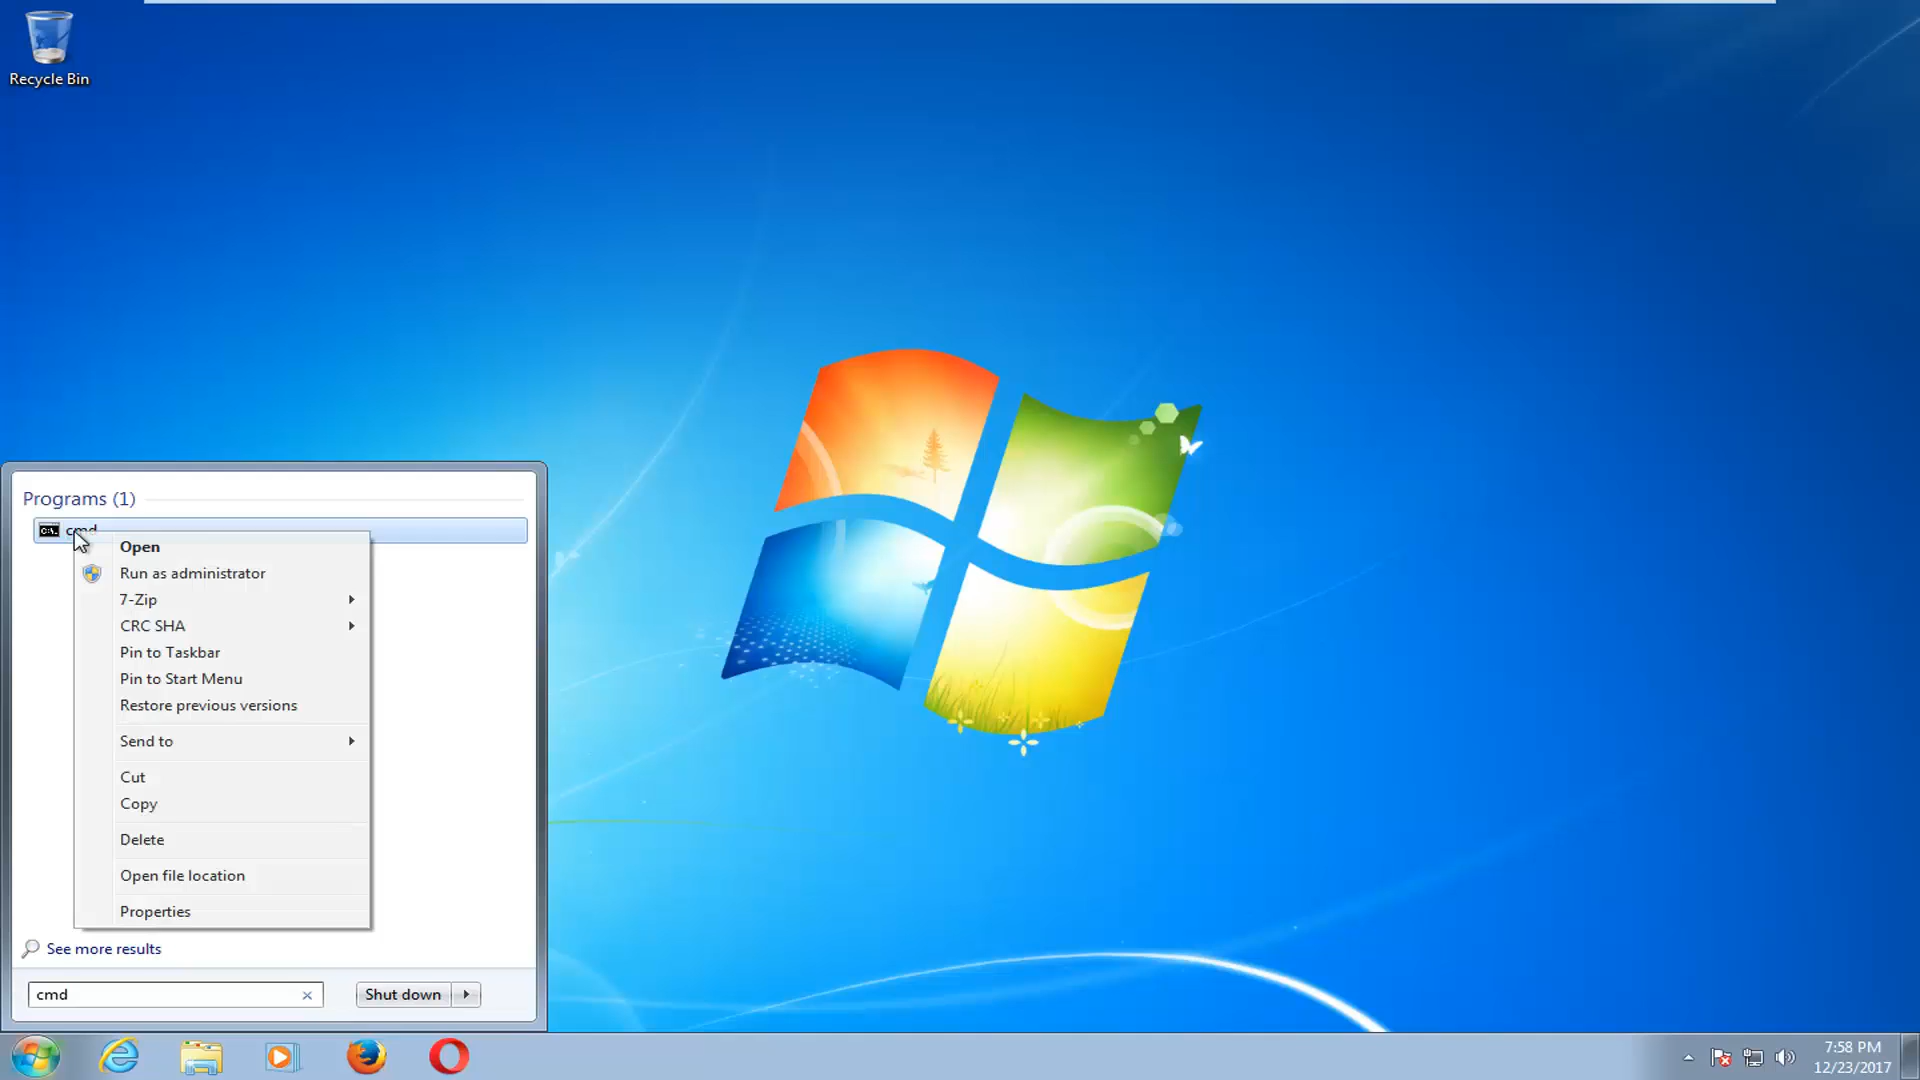 Recycle Bin
Programs (1)
cmd
Open
Run as administrator
7-Zip
CRC SHA
Pin to Taskbar
Pin to Start Menu
Restore previous versions
Send to
Cut
Copy
Delete
Open file location
Properties
See more results
cmd
Shut down
7:58 PM
12/23/2017